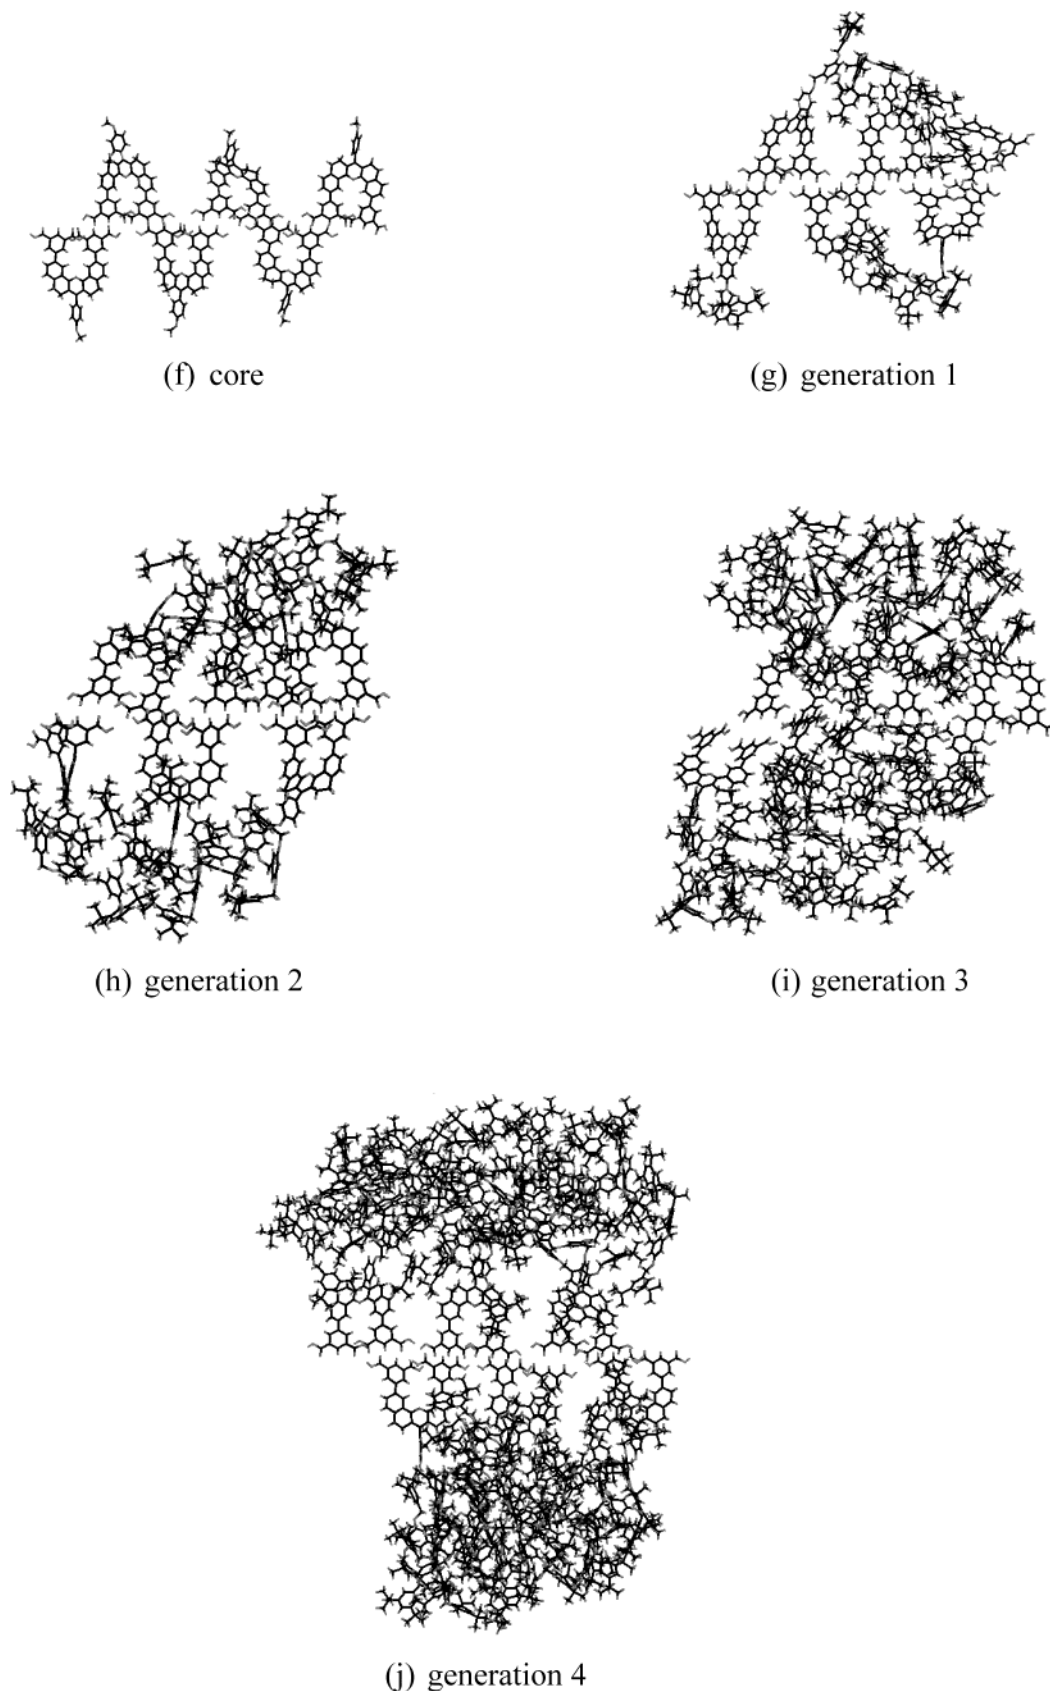 (f) core
(g) generation 1
(h) generation 2
(i) generation 3
(j) generation 4